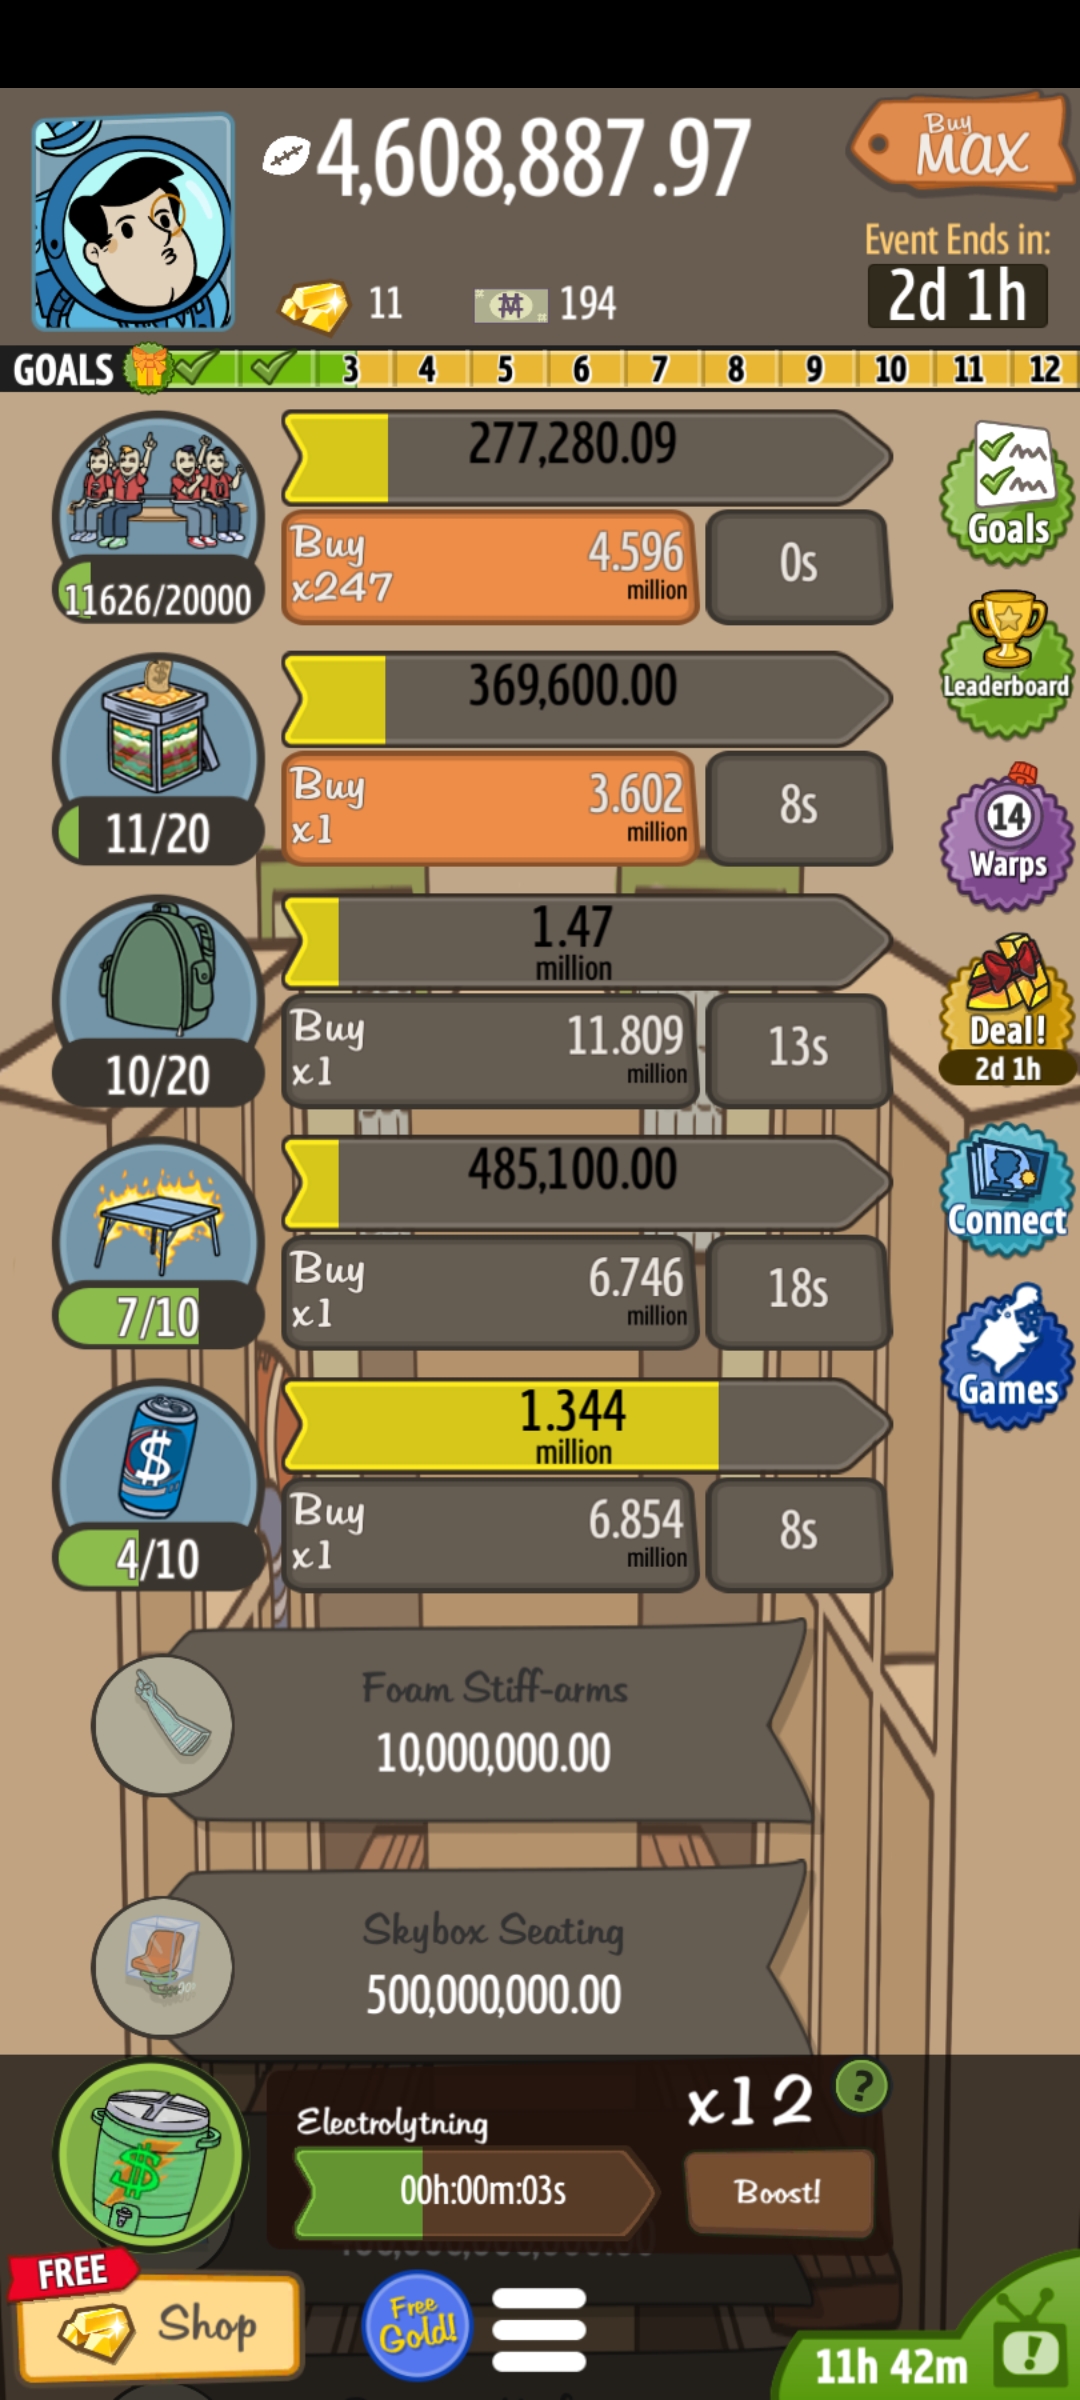 4,608,887.97
Buy
MAX
Event Ends in:
2d 1h
11
194
GOALS
3 4 5 6 7 8 9 10 11 12
277,280.09
Buy
x247
4.596
million
0s
11626/20000
369,600.00
Buy
x1
3.602
million
8s
11/20
1.47
million
Buy
x1
11.809
million
13s
10/20
485,100.00
Buy
x1
6.746
million
18s
7/10
1.344
million
Buy
x1
6.854
million
8s
4/10
Goals
Leaderboard
14
Warps
Deal!
2d 1h
Connect
Games
Foam Stiff-arms
10,000,000.00
Skybox Seating
500,000,000.00
Electrolytning
00h:00m:03s
x12
?
Boost!
FREE
Shop
Free
Gold!
11h 42m
!